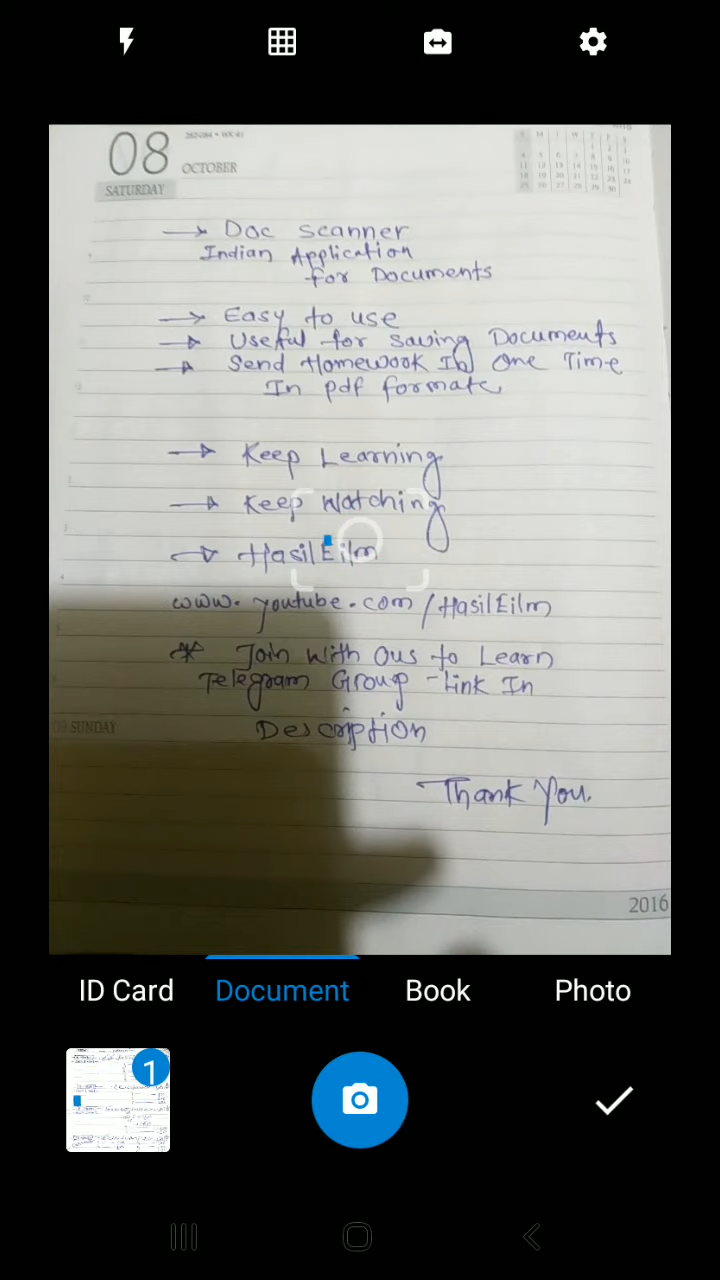 08
OCTOBER
SATURDAY
→ Doc Scanner
Indian Application
for Documents
→ Easy to use
→ Useful for saving Documents
→ Send Homework In One Time
In pdf formate
→ Keep Learning
→ Keep Watching
→ HasilEilm
www.youtube.com/HasilEilm
* Join With Ous to Learn
Telegram Group - Link In
09 SUNDAY
Description
Thank You.
2016
ID Card Document Book Photo
1